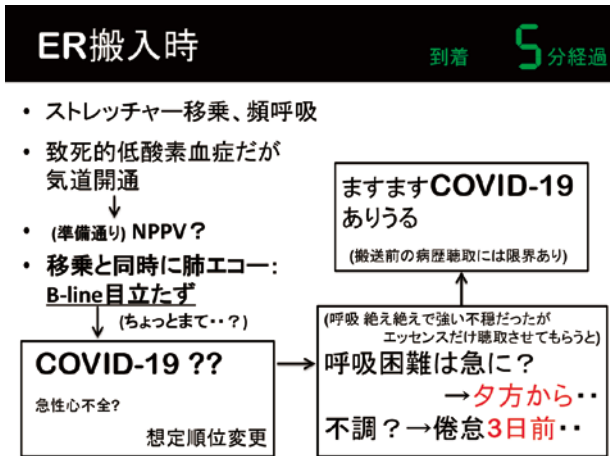 ER搬入時
到着 5分経過
• ストレッチャー移乗、頻呼吸
• 致死的低酸素血症だが
気道開通
• (準備通り) NPPV？
• 移乗と同時に肺エコー：
B-line目立たず
(ちょっとまて・・？)
COVID-19 ??
急性心不全?
想定順位変更
(呼吸 絶え絶えで強い不穏だったが
エッセンスだけ聴取させてもらうと)
呼吸困難は急に？
→夕方から・・
不調？→倦怠3日前・・
ますますCOVID-19
ありうる
(搬送前の病歴聴取には限界あり)